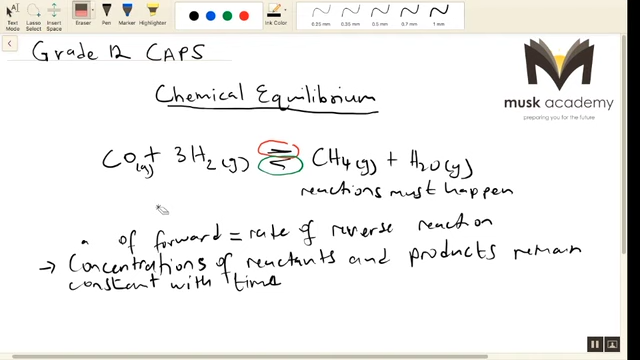 Text Mode
Lasso Select
Insert Space
Eraser
Pen
Pencil
Highlighter
Ink Color
0.25 mm
0.35 mm
0.5 mm
0.7 mm
1 mm
Grade 12 CAPS
Chemical Equilibrium
musk academy
preparing you for the future
CO(g) + 3H2(g) ⇌ CH4(g) + H2O(g)
reactions must happen
of forward = rate of reverse reaction
→ Concentrations of reactants and products remain
constant with time